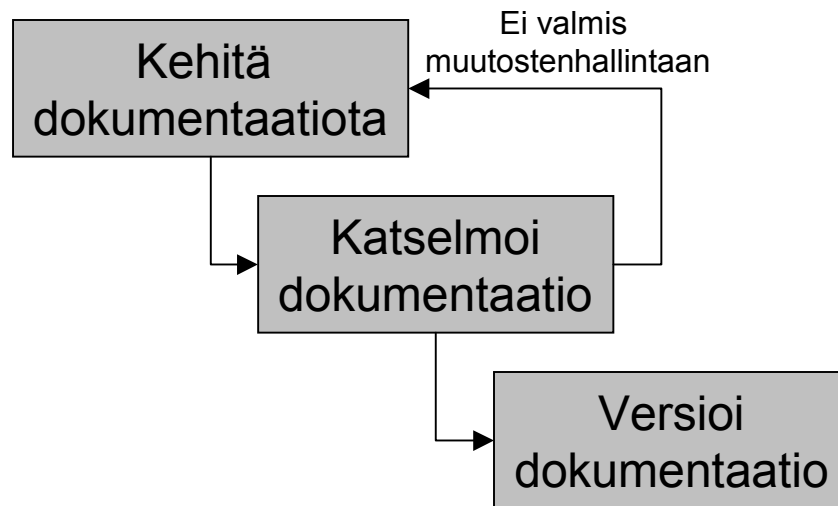 Ei valmis
muutostenhallintaan
Kehitä
dokumentaatiota
Katselmoi
dokumentaatio
Versioi
dokumentaatio